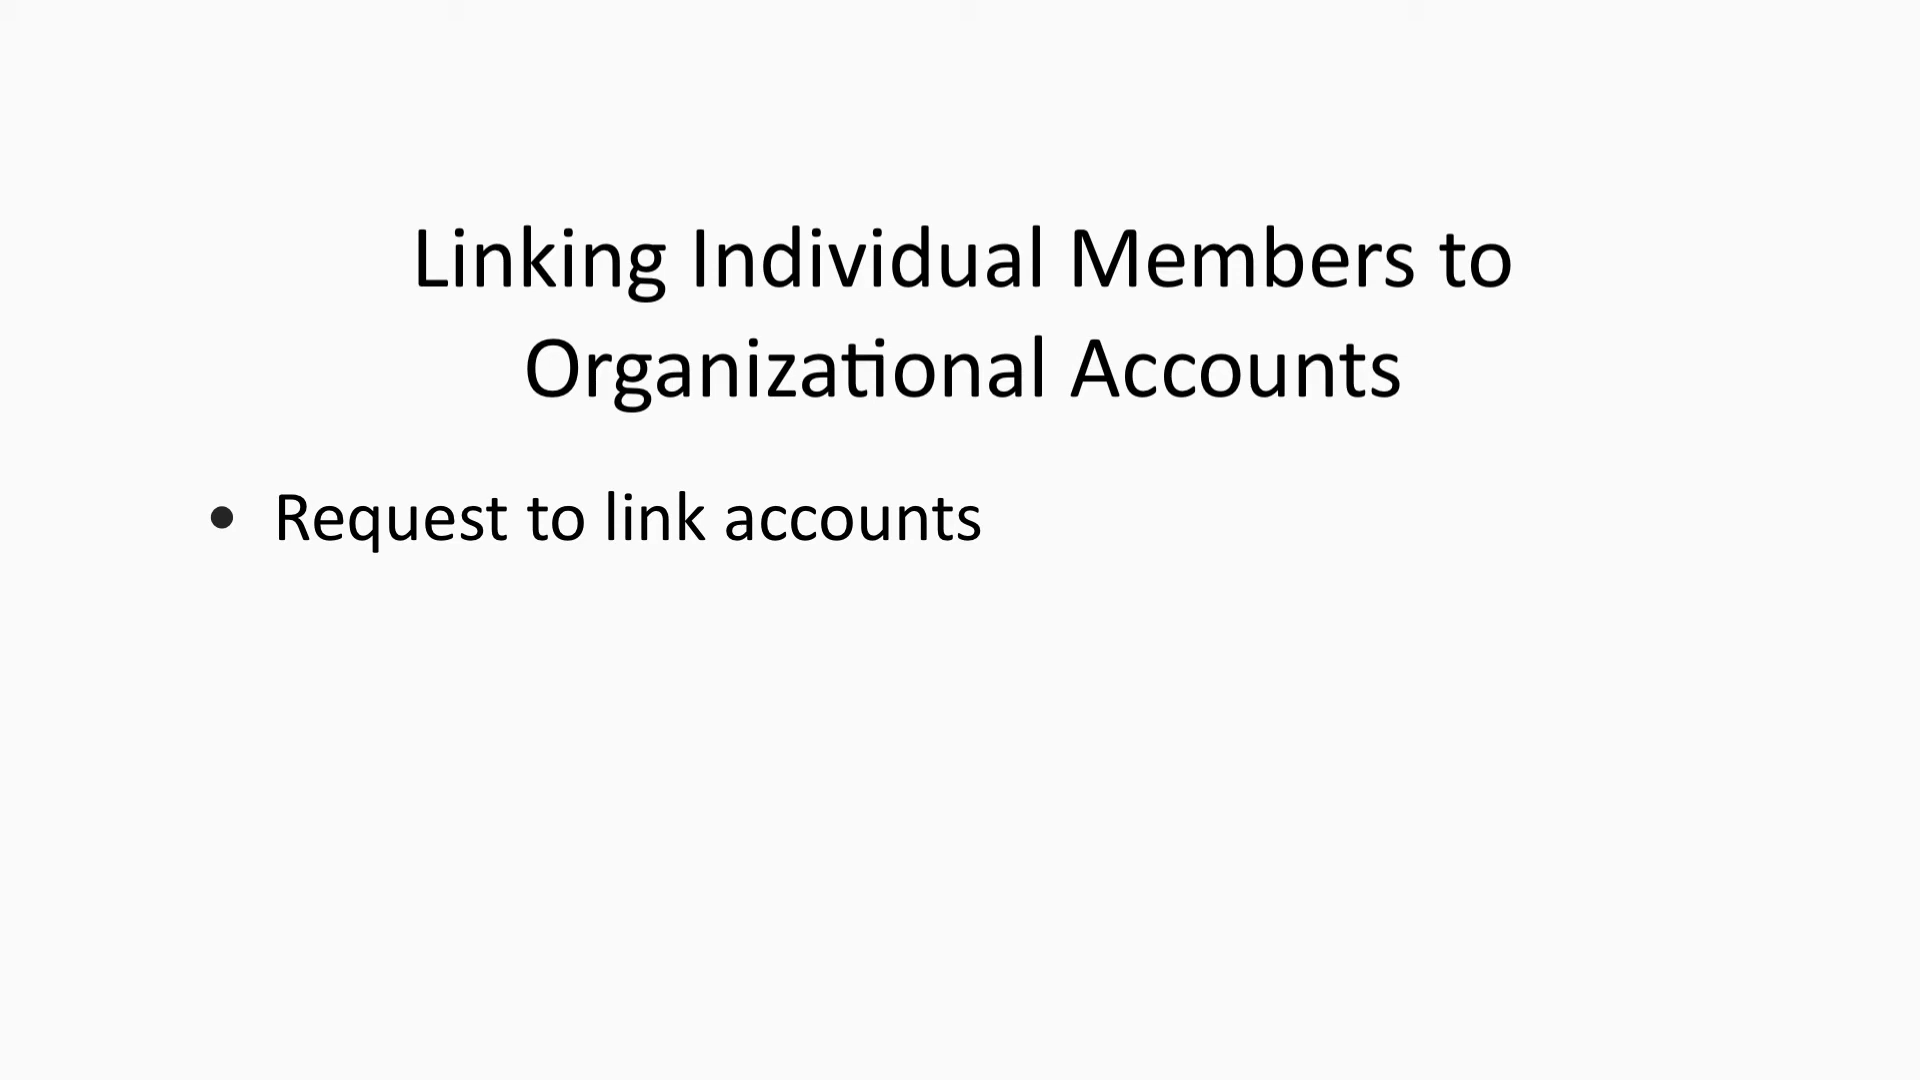 Linking Individual Members to
Organizational Accounts
• Request to link accounts